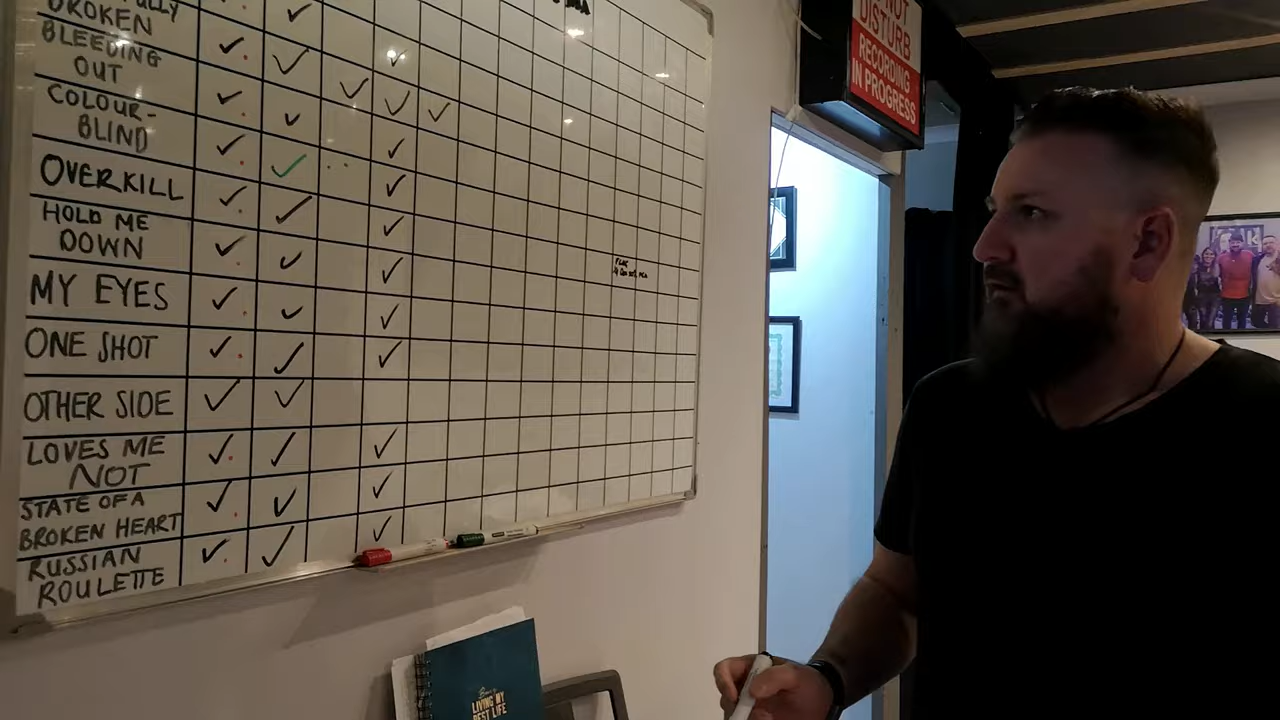 BROKEN
BLEEDING
OUT
COLOUR-
BLIND
OVERKILL
HOLD ME
DOWN
MY EYES
ONE SHOT
OTHER SIDE
LOVES ME
NOT
STATE OF A
BROKEN HEART
RUSSIAN
ROULETTE
NOT
DISTURB
RECORDING
IN PROGRESS
LIVING MY
BEST LIFE